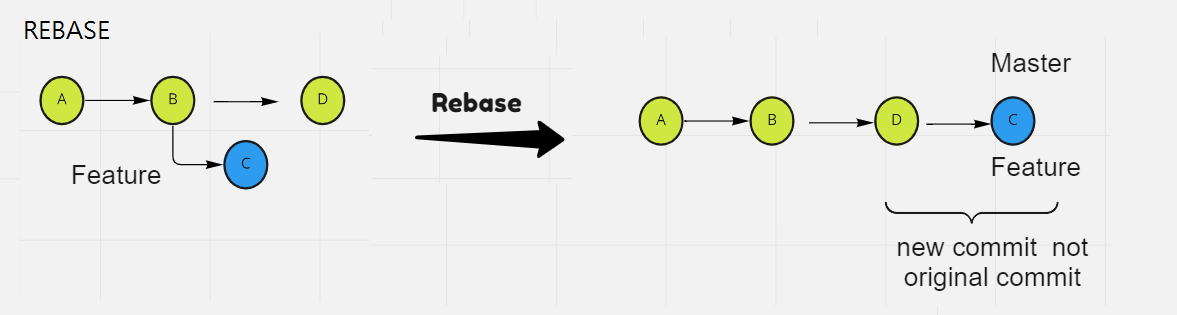 REBASE
A
B
D
C
Feature
Rebase
Master
A
B
D
C
Feature
new commit not
original commit